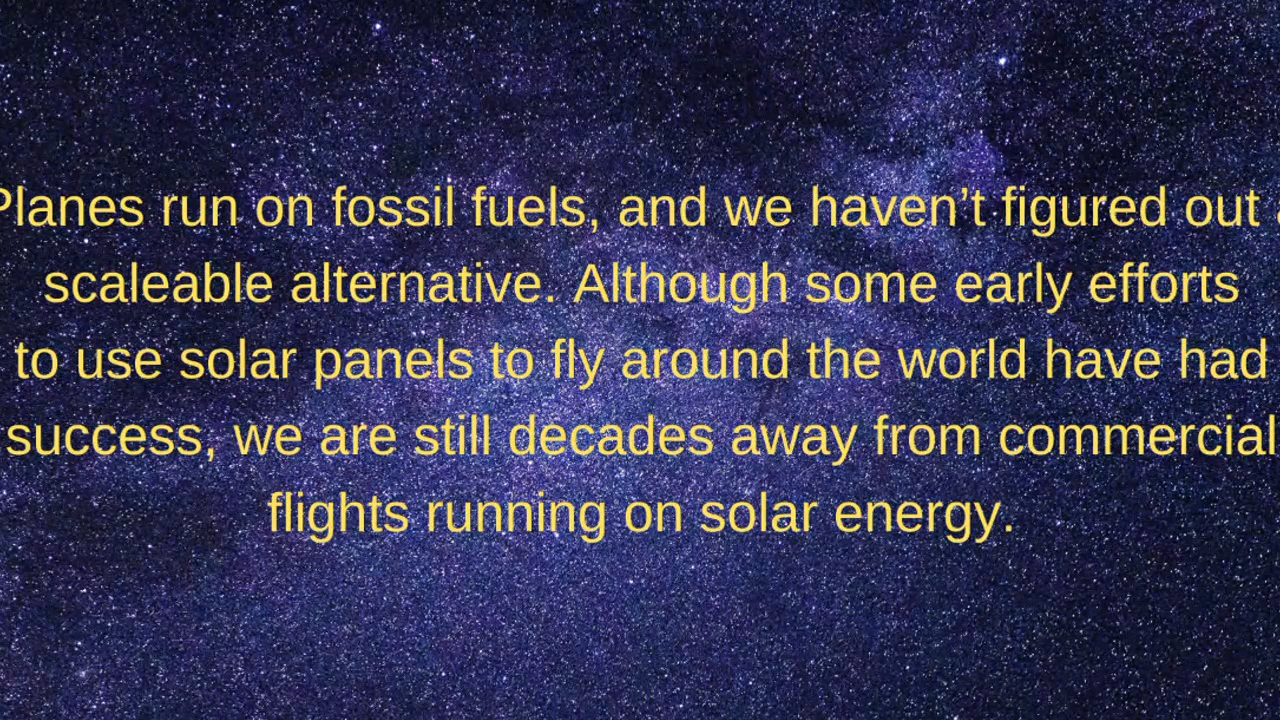 Planes run on fossil fuels, and we haven’t figured out
scaleable alternative. Although some early efforts
to use solar panels to fly around the world have had
success, we are still decades away from commercial
flights running on solar energy.